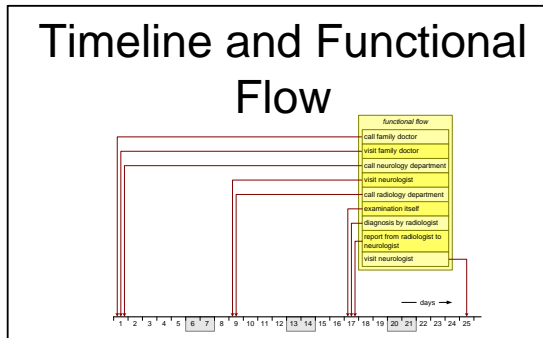 Timeline and Functional
Flow
functional flow
call family doctor
visit family doctor
call neurology department
visit neurologist
call radiology department
examination itself
diagnosis by radiologist
report from radiologist to
neurologist
visit neurologist
days
1 2 3 4 5 6 7 8 9 10 11 12 13 14 15 16 17 18 19 20 21 22 23 24 25